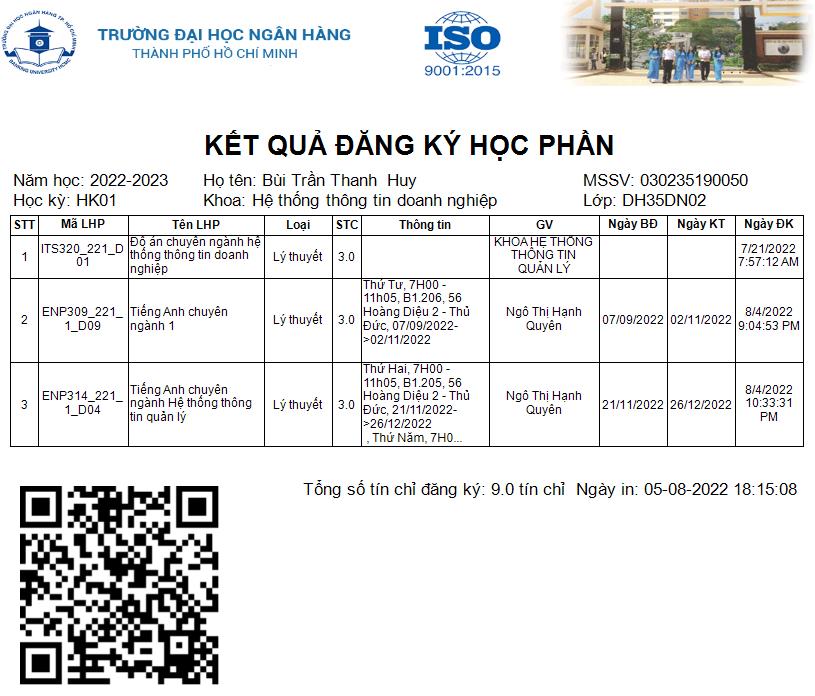 TRƯỜNG ĐẠI HỌC NGÂN HÀNG TP. HỒ CHÍ MINH
BANKING UNIVERSITY HCMC
TRƯỜNG ĐẠI HỌC NGÂN HÀNG
THÀNH PHỐ HỒ CHÍ MINH
ISO
9001:2015
KẾT QUẢ ĐĂNG KÝ HỌC PHẦN
Năm học: 2022-2023 Họ tên: Bùi Trần Thanh Huy MSSV: 030235190050
Học kỳ: HK01 Khoa: Hệ thống thông tin doanh nghiệp Lớp: DH35DN02
STT Mã LHP Tên LHP Loại STC Thông tin GV Ngày BĐ Ngày KT Ngày ĐK
1
ITS320_221_D
01
Đồ án chuyên ngành hệ
thống thông tin doanh
nghiệp
Lý thuyết
3.0
KHOA HỆ THỐNG
THÔNG TIN
QUẢN LÝ
7/21/2022
7:57:12 AM
2
ENP309_221_
1_D09
Tiếng Anh chuyên
ngành 1
Lý thuyết
3.0
Thứ Tư, 7H00 -
11h05, B1.206, 56
Hoàng Diệu 2 - Thủ
Đức, 07/09/2022-
>02/11/2022
Ngô Thị Hạnh
Quyên
07/09/2022
02/11/2022
8/4/2022
9:04:53 PM
3
ENP314_221_
1_D04
Tiếng Anh chuyên
ngành Hệ thống thông
tin quản lý
Lý thuyết
3.0
Thứ Hai, 7H00 -
11h05, B1.205, 56
Hoàng Diệu 2 - Thủ
Đức, 21/11/2022-
>26/12/2022
, Thứ Năm, 7H0...
Ngô Thị Hạnh
Quyên
21/11/2022
26/12/2022
8/4/2022
10:33:31
PM
Tổng số tín chỉ đăng ký: 9.0 tín chỉ Ngày in: 05-08-2022 18:15:08